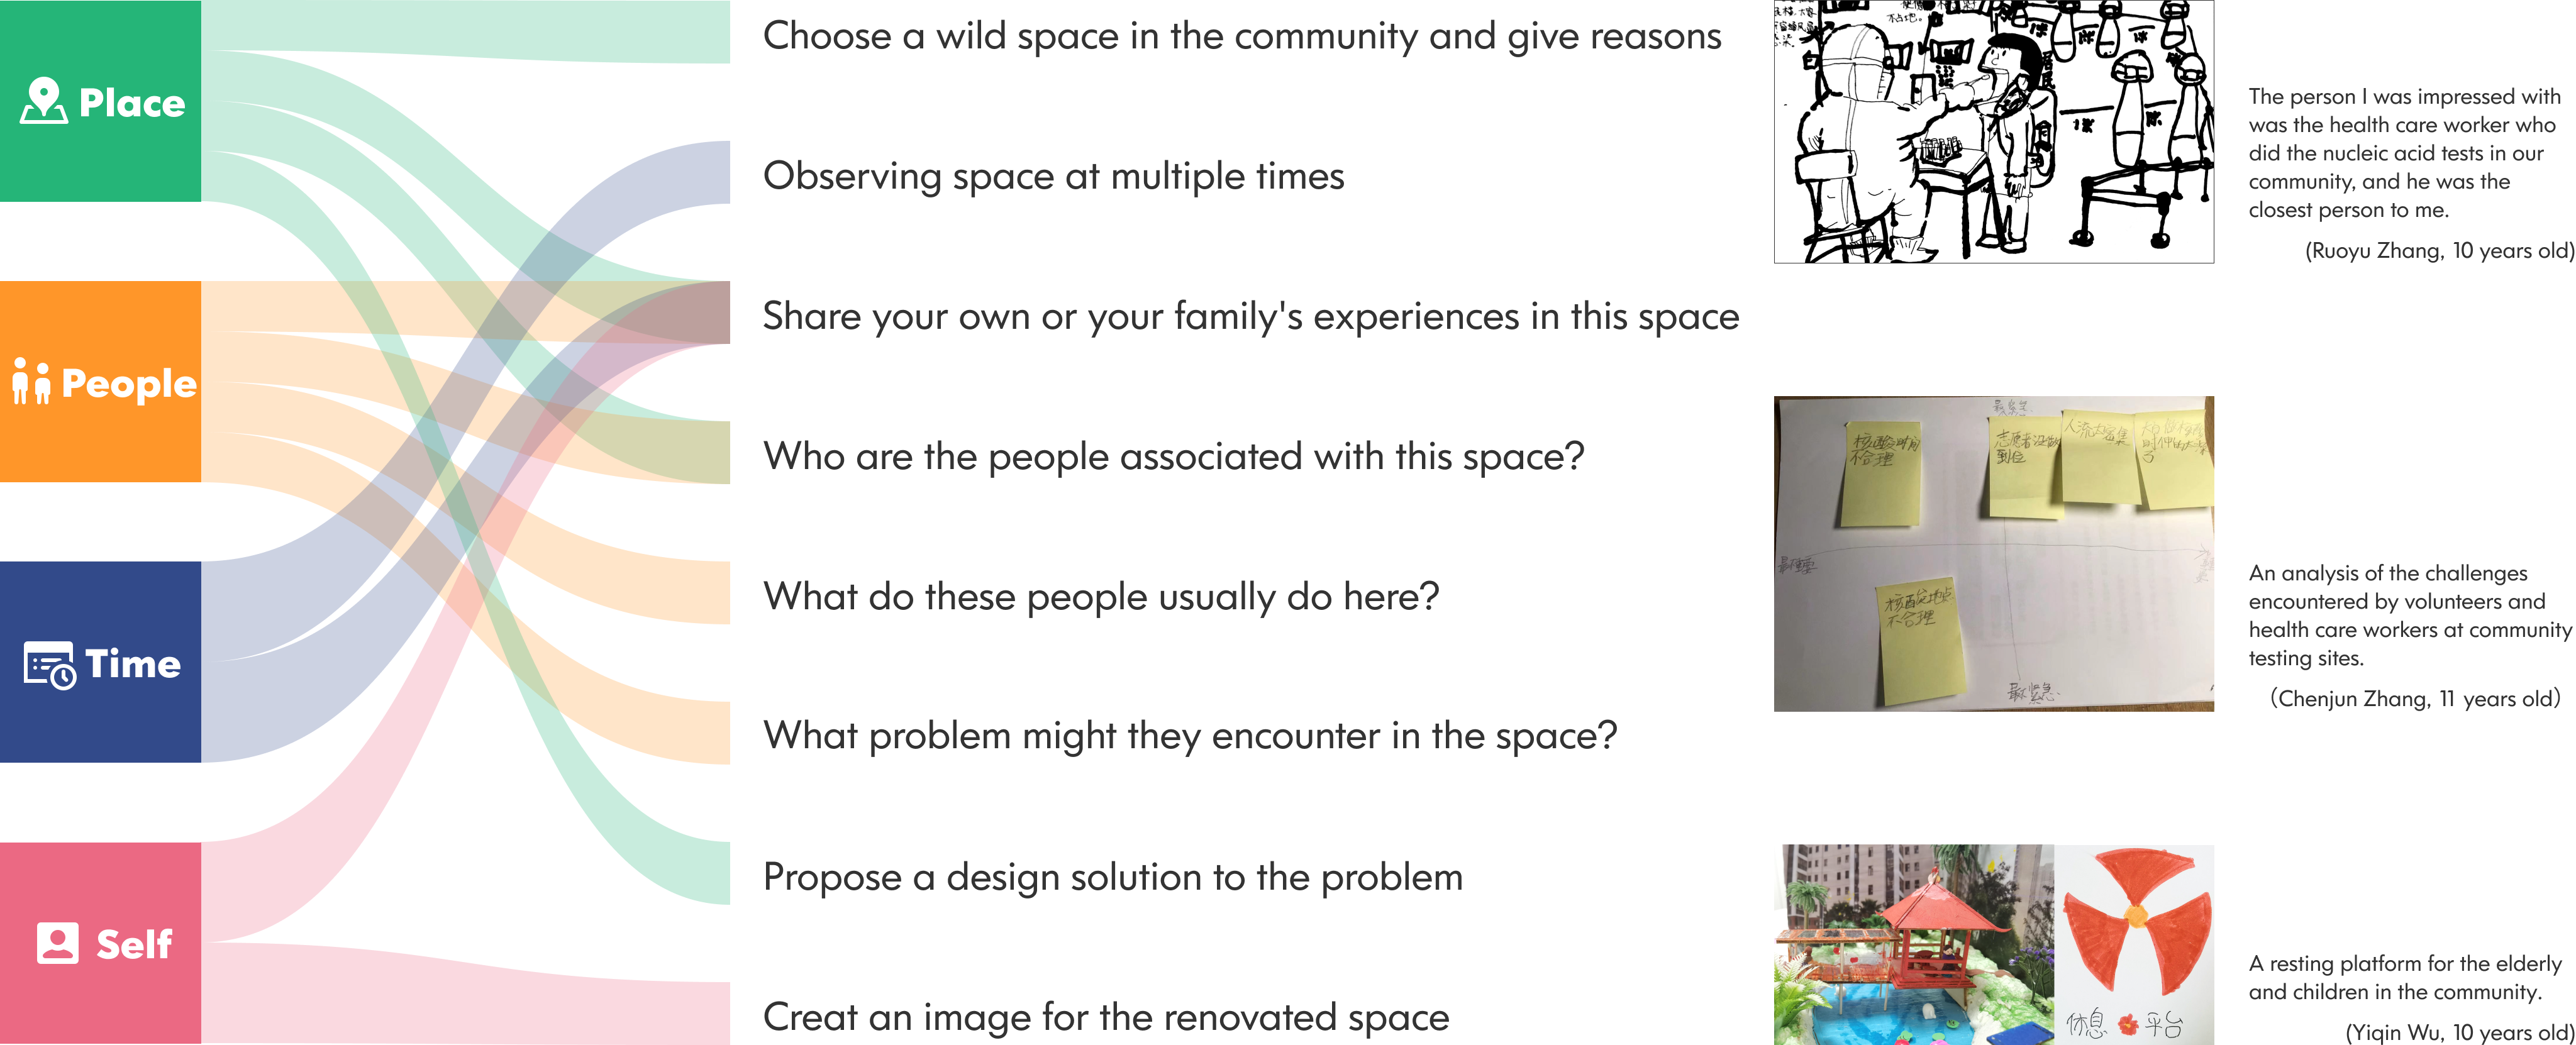 Place
People
Time
Self
Choose a wild space in the community and give reasons
Observing space at multiple times
Share your own or your family's experiences in this space
Who are the people associated with this space?
What do these people usually do here?
What problem might they encounter in the space?
Propose a design solution to the problem
Creat an image for the renovated space
不占地。
白
居民
The person I was impressed with
was the health care worker who
did the nucleic acid tests in our
community, and he was the
closest person to me.
(Ruoyu Zhang, 10 years old)
核酸时间
不合理
志愿者没做
到位
人流太密集
核酸地点
不合理
An analysis of the challenges
encountered by volunteers and
health care workers at community
testing sites.
(Chenjun Zhang, 11 years old)
休息 平台
A resting platform for the elderly
and children in the community.
(Yiqin Wu, 10 years old)